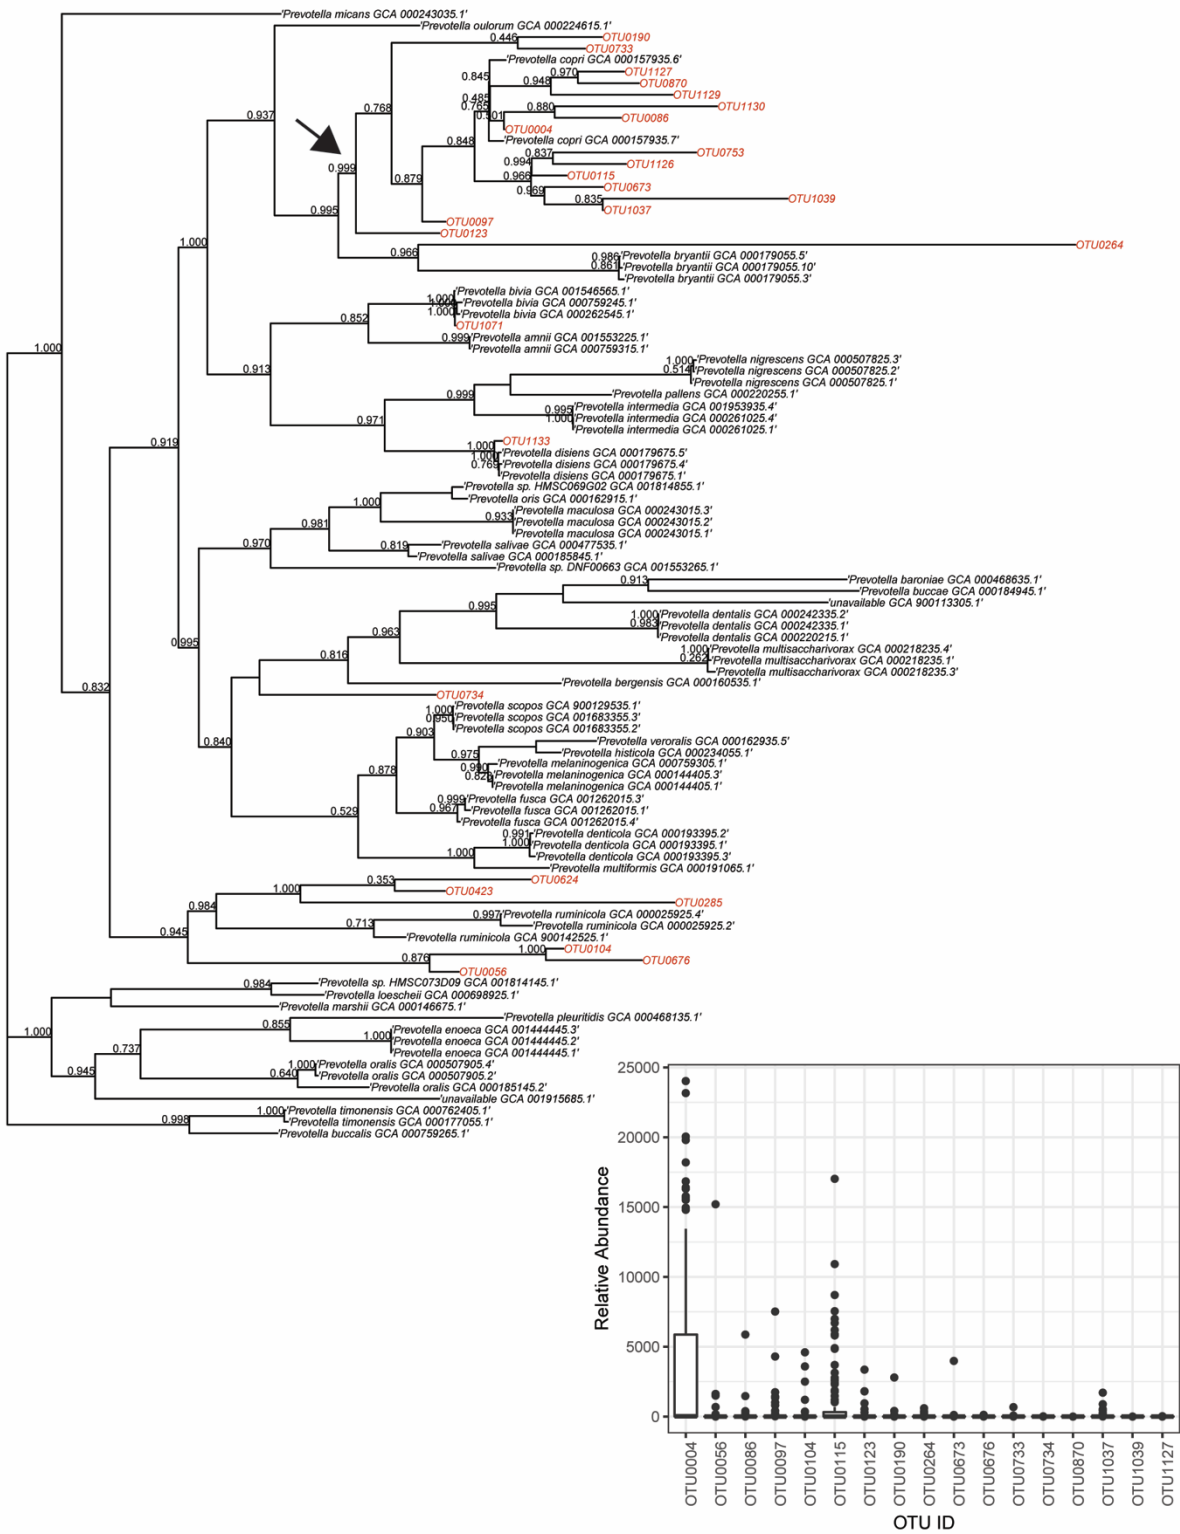 'Prevotella micans GCA 000243035.1'
'Prevotella oulorum GCA 000224615.1'
0.446
OTU0190
OTU0733
'Prevotella copri GCA 000157935.6'
0.845
0.970
OTU1127
0.948
OTU0870
0.485
OTU1129
0.765
0.880
OTU1130
0.768
OTU0086
0.937
OTU0004
0.848
'Prevotella copri GCA 000157935.7'
0.837
OTU0753
0.994
OTU1126
0.999
0.966
OTU0115
0.879
0.969
OTU0673
0.835
OTU1039
0.995
OTU1037
OTU0097
OTU0123
1.000
0.966
OTU0264
0.986
'Prevotella bryantii GCA 000179055.5'
0.861
'Prevotella bryantii GCA 000179055.10'
'Prevotella bryantii GCA 000179055.3'
'Prevotella bivia GCA 001546565.1'
1.000
'Prevotella bivia GCA 000759245.1'
1.000
'Prevotella bivia GCA 000262545.1'
0.852
OTU1071
0.999
'Prevotella amnii GCA 001553225.1'
'Prevotella amnii GCA 000759315.1'
1.000
1.000
'Prevotella nigrescens GCA 000507825.3'
0.514
'Prevotella nigrescens GCA 000507825.2'
0.913
'Prevotella nigrescens GCA 000507825.1'
0.999
'Prevotella pallens GCA 000220255.1'
0.995
'Prevotella intermedia GCA 001953935.4'
1.000
'Prevotella intermedia GCA 000261025.4'
0.971
'Prevotella intermedia GCA 000261025.1'
0.919
1.000
OTU1133
1.000
'Prevotella disiens GCA 000179675.5'
0.769
'Prevotella disiens GCA 000179675.4'
'Prevotella disiens GCA 000179675.1'
'Prevotella sp. HMSC069G02 GCA 001814855.1'
1.000
'Prevotella oris GCA 000162915.1'
'Prevotella maculosa GCA 000243015.3'
0.981
0.933
'Prevotella maculosa GCA 000243015.2'
'Prevotella maculosa GCA 000243015.1'
0.970
0.819
'Prevotella salivae GCA 000477535.1'
'Prevotella salivae GCA 000185845.1'
'Prevotella sp. DNF00663 GCA 001553265.1'
0.913
'Prevotella baroniae GCA 000468635.1'
'Prevotella buccae GCA 000184945.1'
0.995
'unavailable GCA 900113305.1'
1.000
'Prevotella dentalis GCA 000242335.2'
0.983
'Prevotella dentalis GCA 000242335.1'
0.963
'Prevotella dentalis GCA 000220215.1'
0.995
1.000
'Prevotella multisaccharivorax GCA 000218235.4'
0.816
0.262
'Prevotella multisaccharivorax GCA 000218235.1'
'Prevotella multisaccharivorax GCA 000218235.3'
0.832
'Prevotella bergensis GCA 000160535.1'
OTU0734
1.000
'Prevotella scopos GCA 900129535.1'
0.950
'Prevotella scopos GCA 001683355.3'
0.903
'Prevotella scopos GCA 001683355.2'
0.840
'Prevotella veroralis GCA 000162935.5'
0.975
'Prevotella histicola GCA 000234055.1'
0.990
'Prevotella melaninogenica GCA 000759305.1'
0.878
'Prevotella melaninogenica GCA 000144405.3'
'Prevotella melaninogenica GCA 000144405.1'
0.999
'Prevotella fusca GCA 001262015.3'
0.529
0.967
'Prevotella fusca GCA 001262015.1'
'Prevotella fusca GCA 001262015.4'
0.991
'Prevotella denticola GCA 000193395.2'
1.000
'Prevotella denticola GCA 000193395.1'
1.000
'Prevotella denticola GCA 000193395.3'
'Prevotella multiformis GCA 000191065.1'
0.353
OTU0624
1.000
OTU0423
0.984
OTU0285
0.997
'Prevotella ruminicola GCA 000025925.4'
0.713
'Prevotella ruminicola GCA 000025925.2'
0.945
'Prevotella ruminicola GCA 900142525.1'
1.000
OTU0104
0.876
OTU0676
OTU0056
0.984
'Prevotella sp. HMSC073D09 GCA 001814145.1'
'Prevotella loescheii GCA 000698925.1'
'Prevotella marshii GCA 000146675.1'
0.855
'Prevotella pleuritidis GCA 000468135.1'
1.000
'Prevotella enoeca GCA 001444445.3'
1.000
'Prevotella enoeca GCA 001444445.2'
0.737
'Prevotella enoeca GCA 001444445.1'
1.000
'Prevotella oralis GCA 000507905.4'
0.945
0.640
'Prevotella oralis GCA 000507905.2'
'Prevotella oralis GCA 000185145.2'
'unavailable GCA 001915685.1'
1.000
'Prevotella timonensis GCA 000762405.1'
0.998
'Prevotella timonensis GCA 000177055.1'
'Prevotella buccalis GCA 000759265.1'
25000
20000
15000
10000
5000
0
Relative Abundance
OTU0004
OTU0056
OTU0086
OTU0097
OTU0104
OTU0115
OTU0123
OTU0190
OTU0264
OTU0673
OTU0676
OTU0733
OTU0734
OTU0870
OTU1037
OTU1039
OTU1127
OTU ID